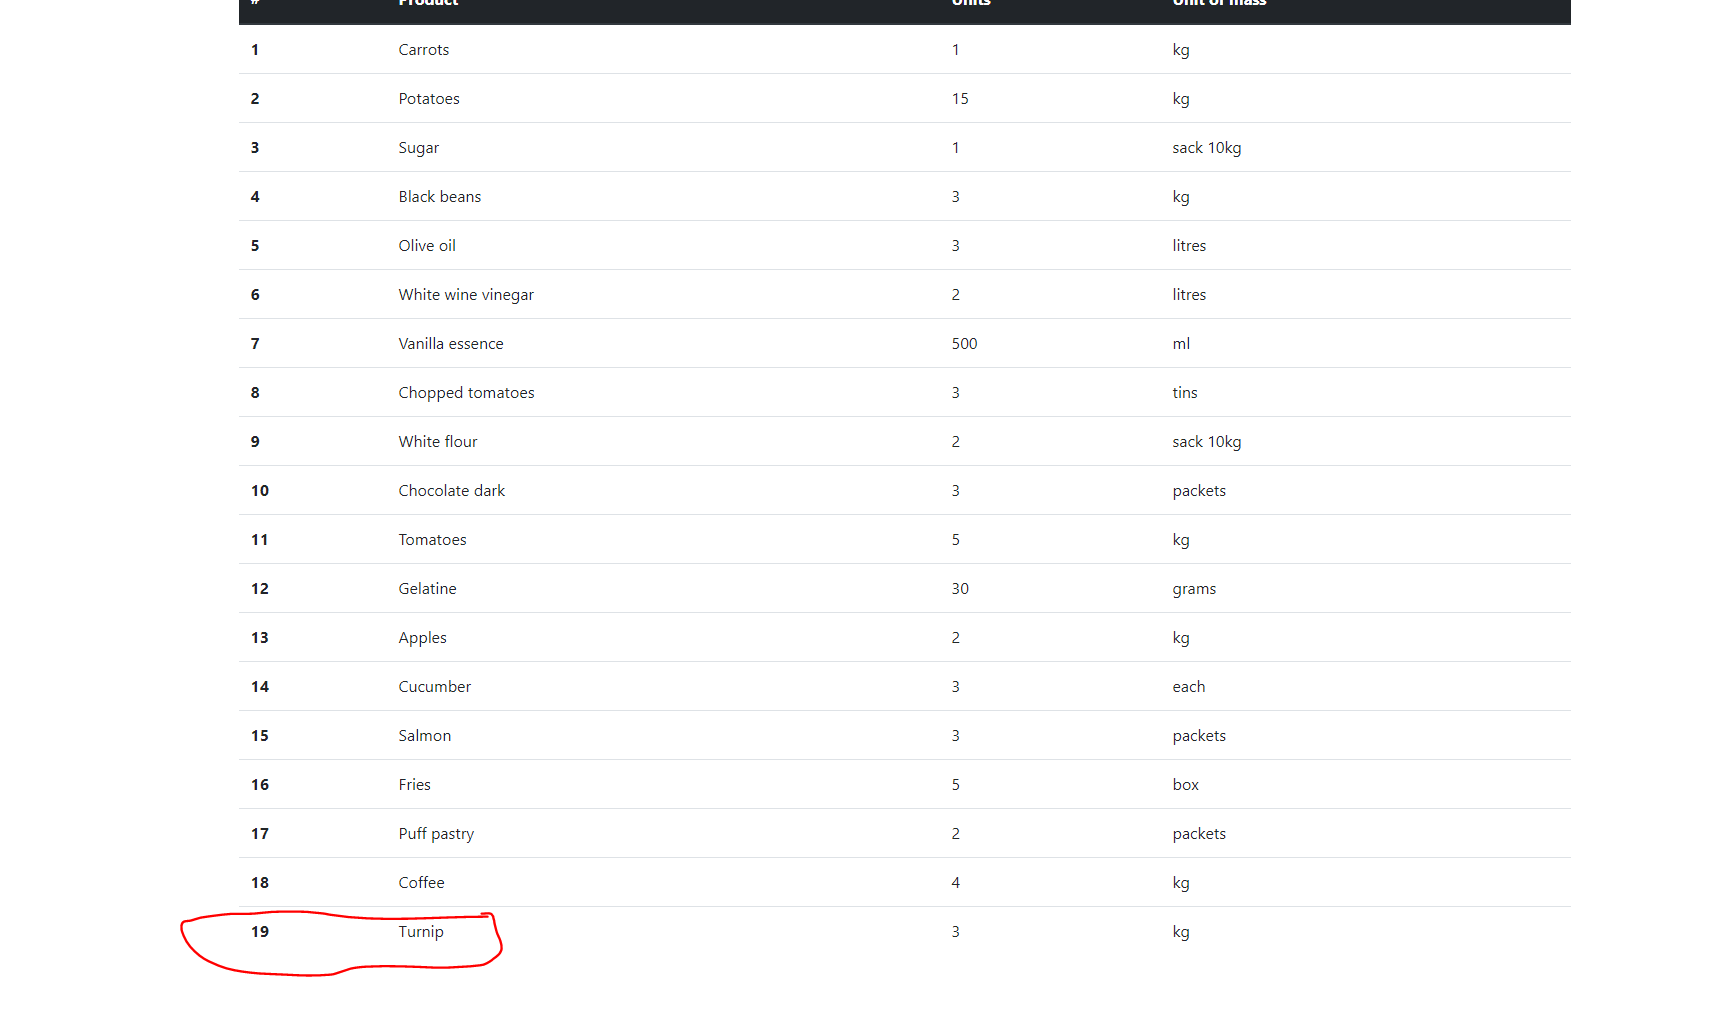 # Product Units Unit of mass
1 Carrots 1 kg
2 Potatoes 15 kg
3 Sugar 1 sack 10kg
4 Black beans 3 kg
5 Olive oil 3 litres
6 White wine vinegar 2 litres
7 Vanilla essence 500 ml
8 Chopped tomatoes 3 tins
9 White flour 2 sack 10kg
10 Chocolate dark 3 packets
11 Tomatoes 5 kg
12 Gelatine 30 grams
13 Apples 2 kg
14 Cucumber 3 each
15 Salmon 3 packets
16 Fries 5 box
17 Puff pastry 2 packets
18 Coffee 4 kg
19 Turnip 3 kg